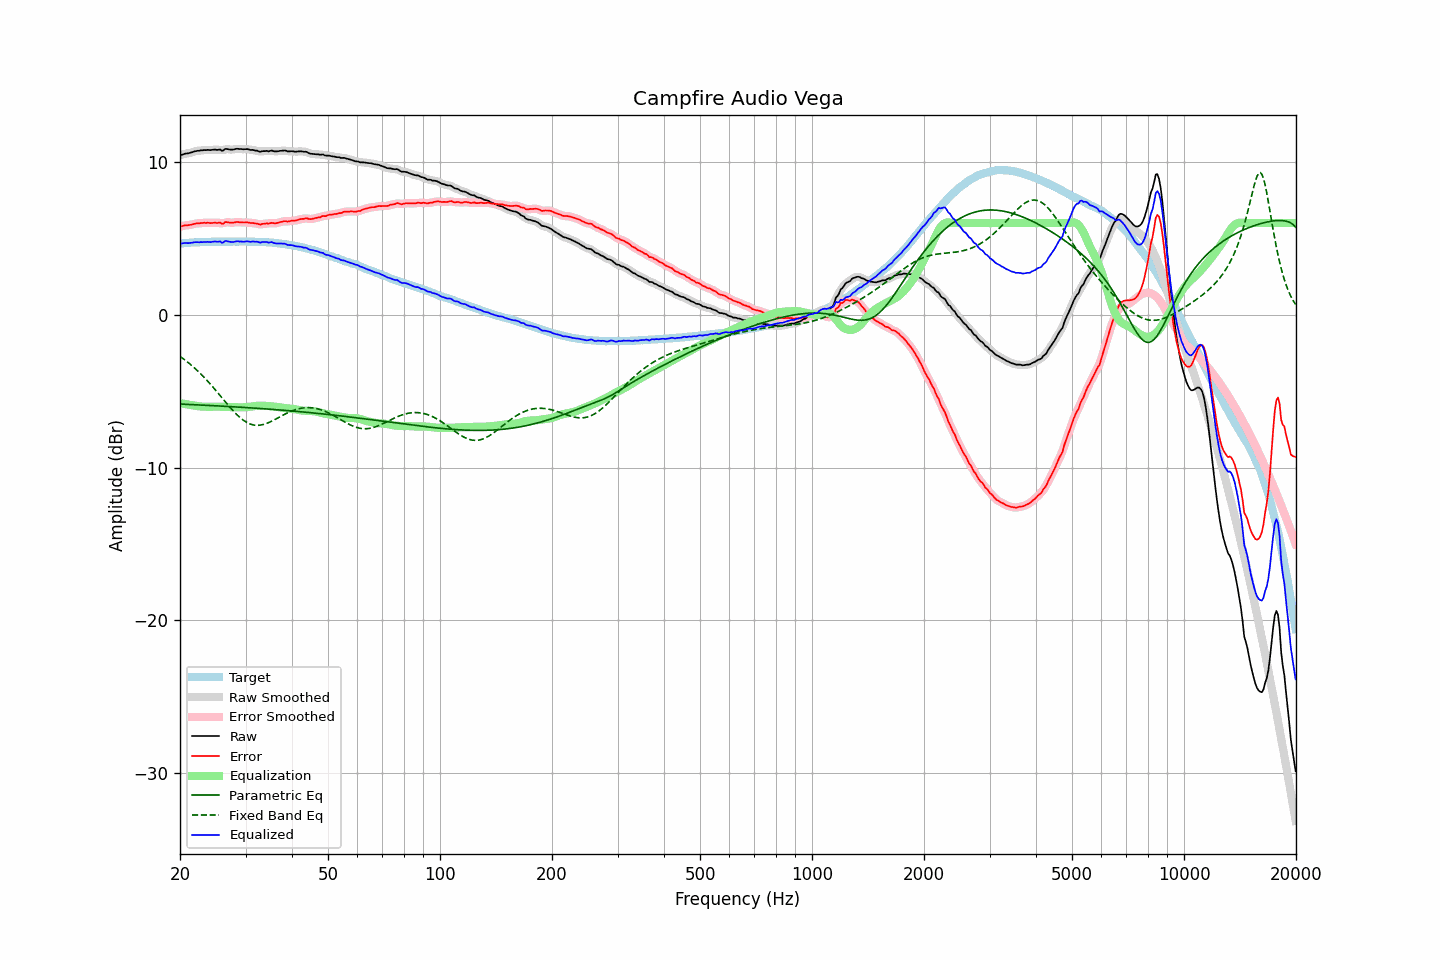 Campfire Audio Vega
Amplitude (dBr)
10
0
−10
−20
−30
Target
Raw Smoothed
Error Smoothed
Raw
Error
Equalization
Parametric Eq
Fixed Band Eq
Equalized
20 50 100 200 500 1000 2000 5000 10000 20000
Frequency (Hz)